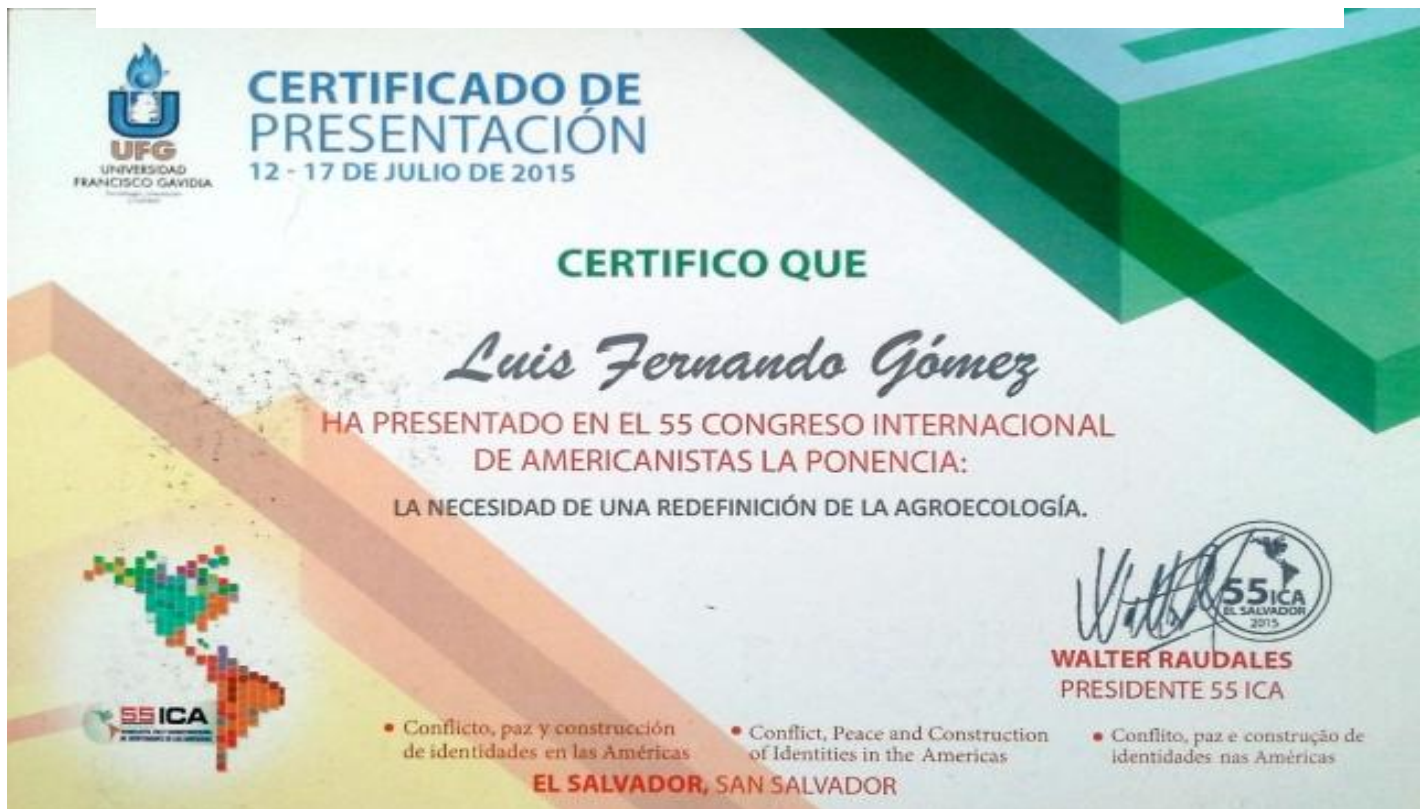 CERTIFICADO DE
PRESENTACIÓN
12 - 17 DE JULIO DE 2015
UFG
UNIVERSIDAD
FRANCISCO GAVIDIA
CERTIFICO QUE
Luis Fernando Gómez
HA PRESENTADO EN EL 55 CONGRESO INTERNACIONAL
DE AMERICANISTAS LA PONENCIA:
LA NECESIDAD DE UNA REDEFINICIÓN DE LA AGROECOLOGÍA.
55 ICA
EL SALVADOR
2015
WALTER RAUDALES
PRESIDENTE 55 ICA
55 ICA
• Conflicto, paz y construcción
de identidades en las Américas
• Conflict, Peace and Construction
of Identities in the Americas
• Conflito, paz e construção de
identidades nas Américas
EL SALVADOR, SAN SALVADOR